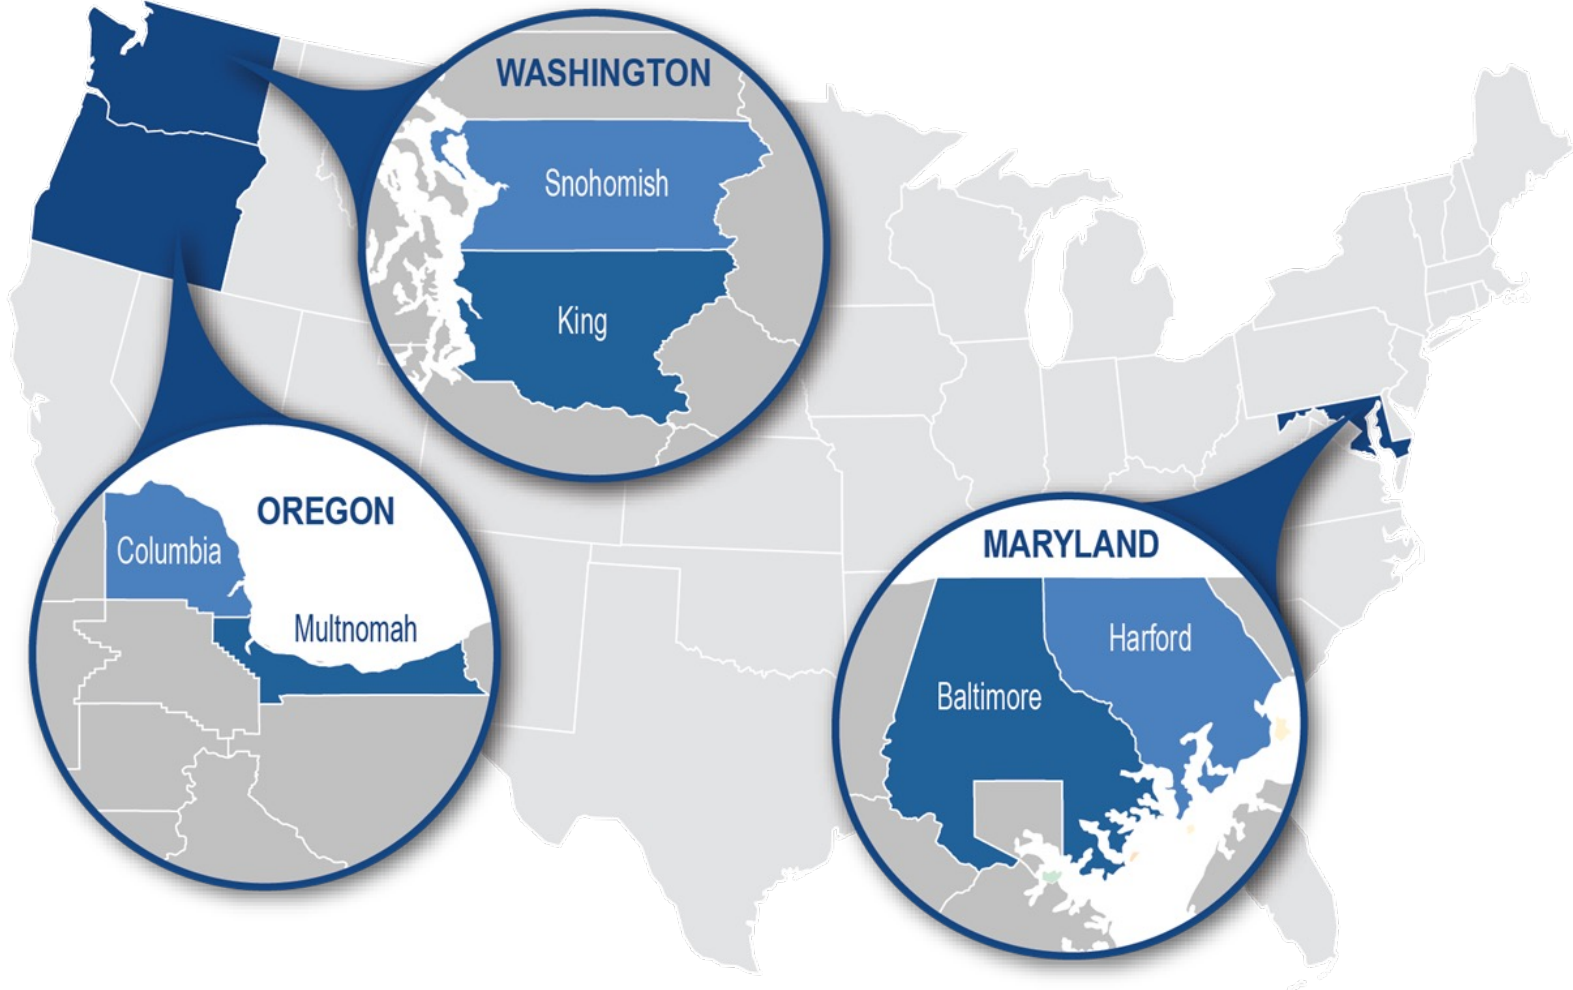 WASHINGTON
Snohomish
King
OREGON
Columbia
Multnomah
MARYLAND
Harford
Baltimore